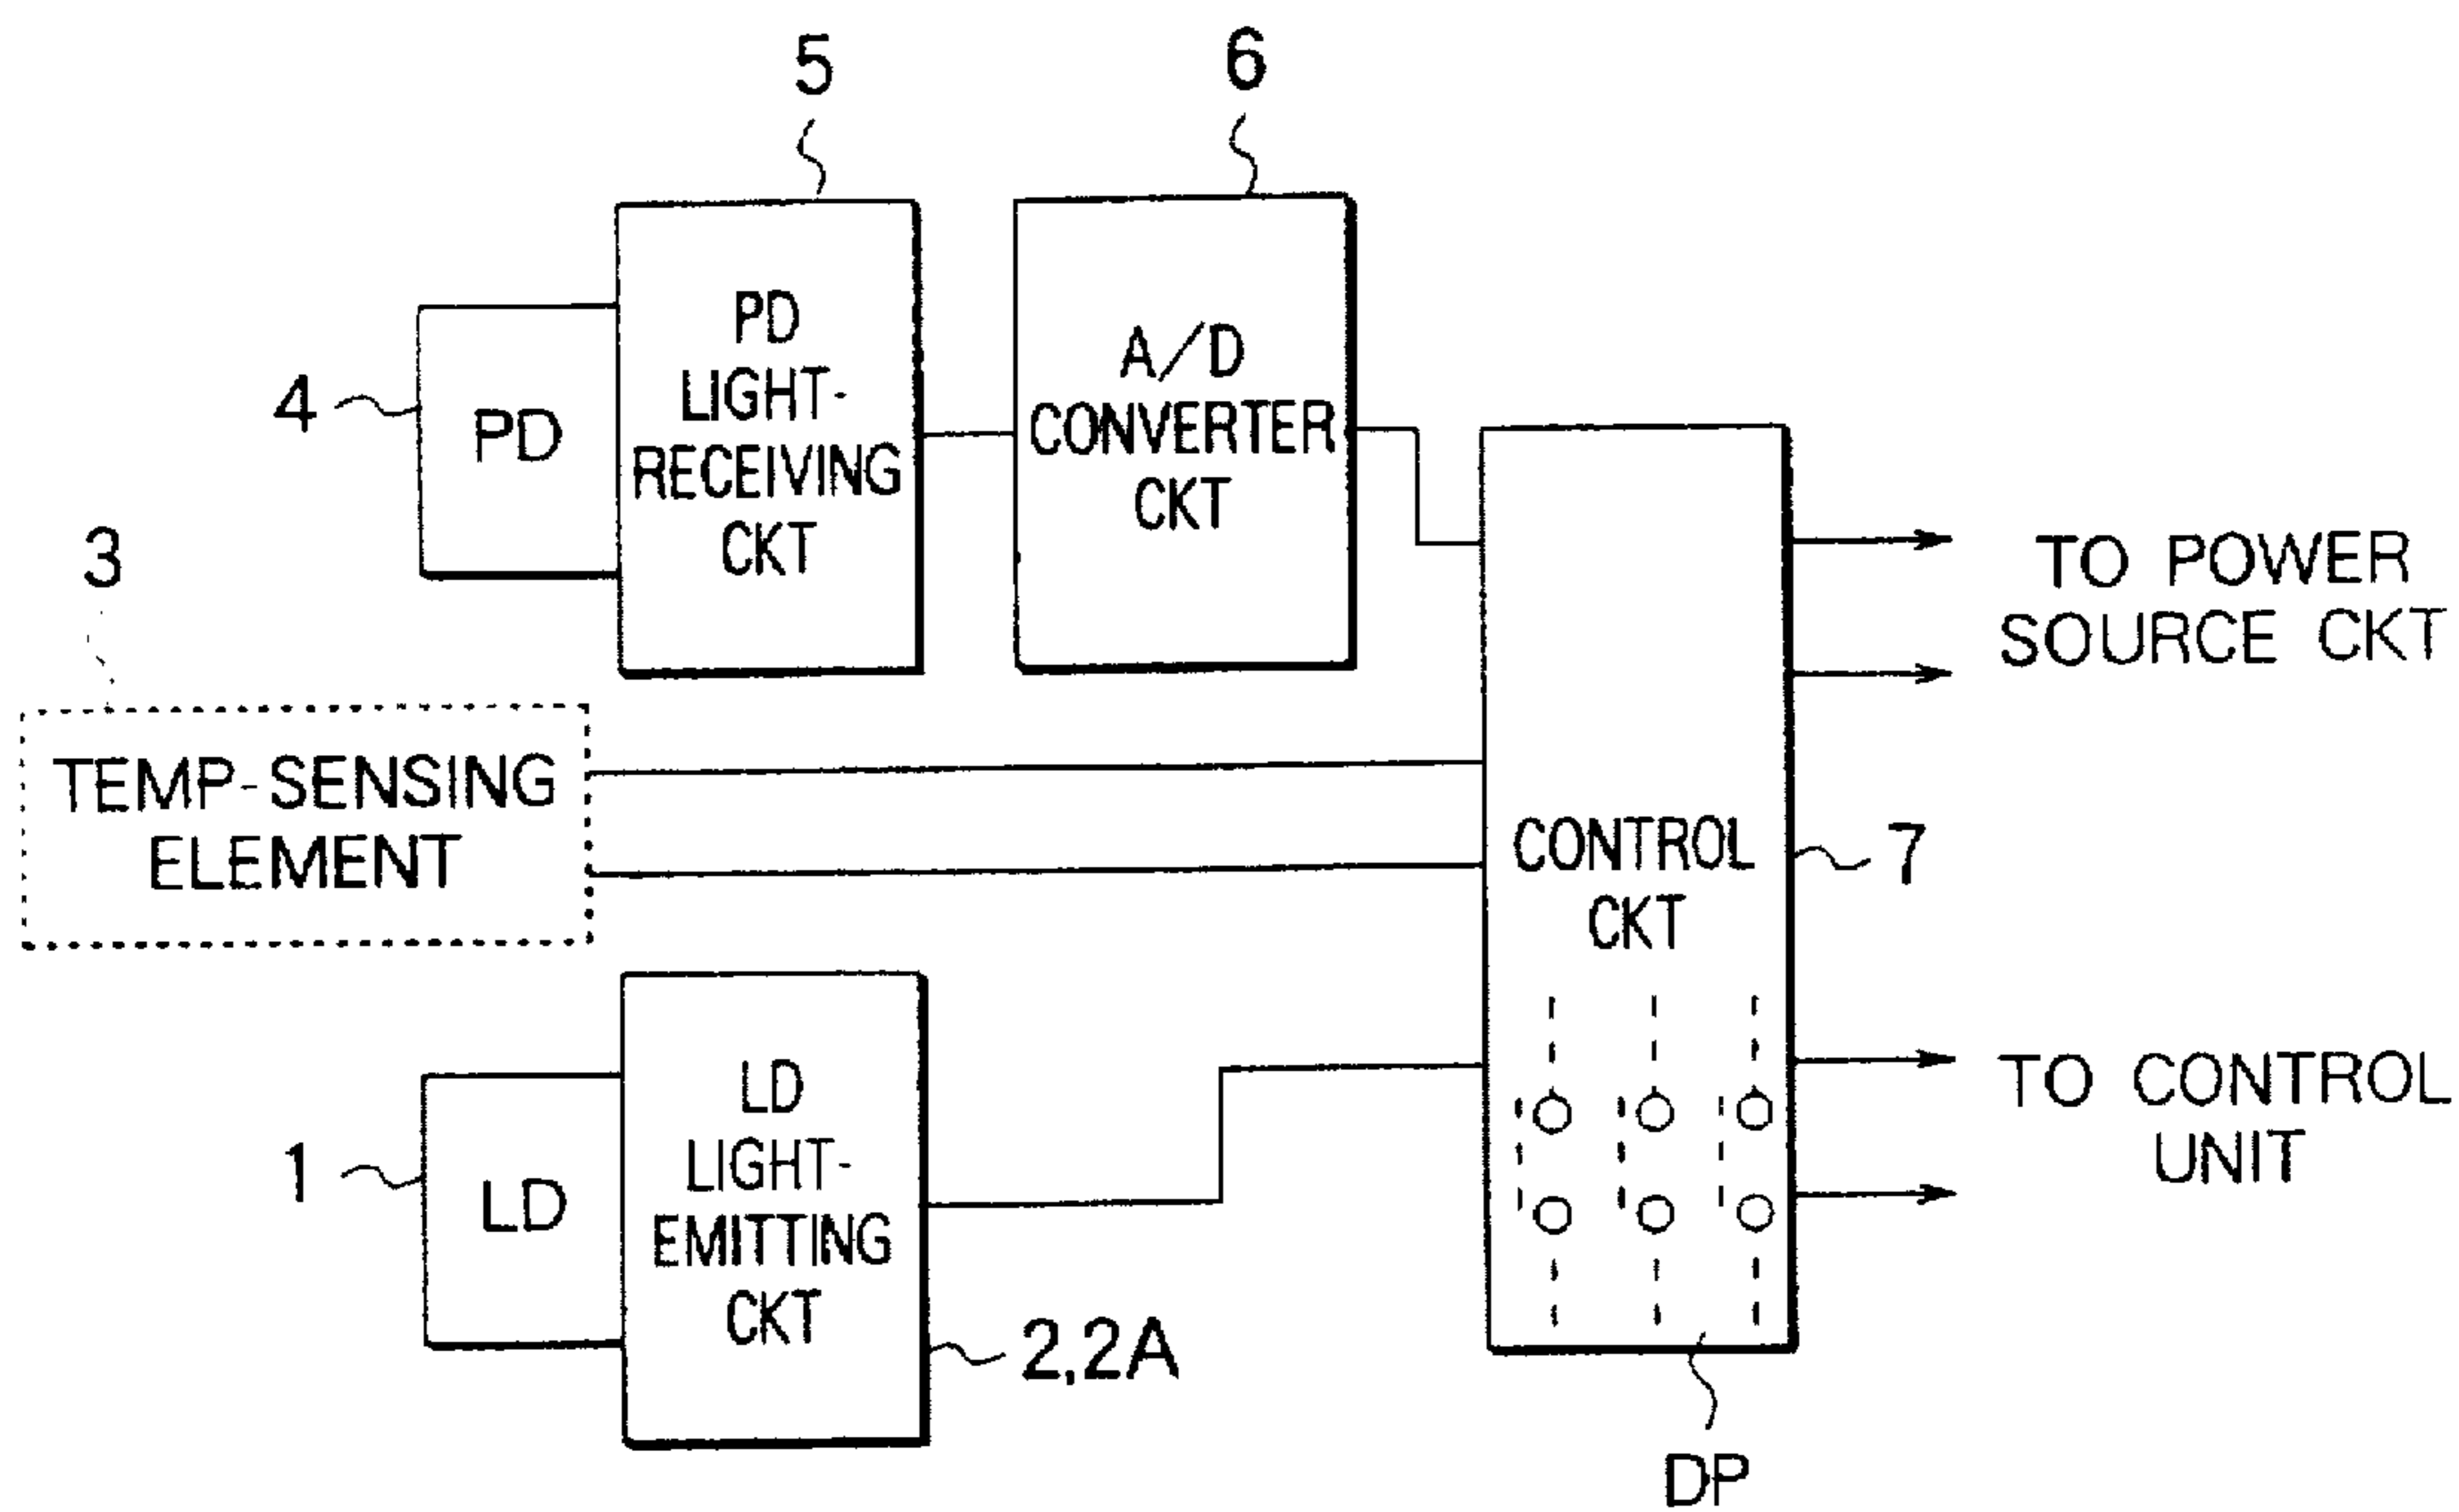 5
6
PD
LIGHT-
RECEIVING
CKT
A/D
CONVERTER
CKT
4
PD
3
TEMP-SENSING
ELEMENT
TO POWER
SOURCE CKT
CONTROL
CKT
7
1
LD
LD
LIGHT-
EMITTING
CKT
2,2A
TO CONTROL
UNIT
DP